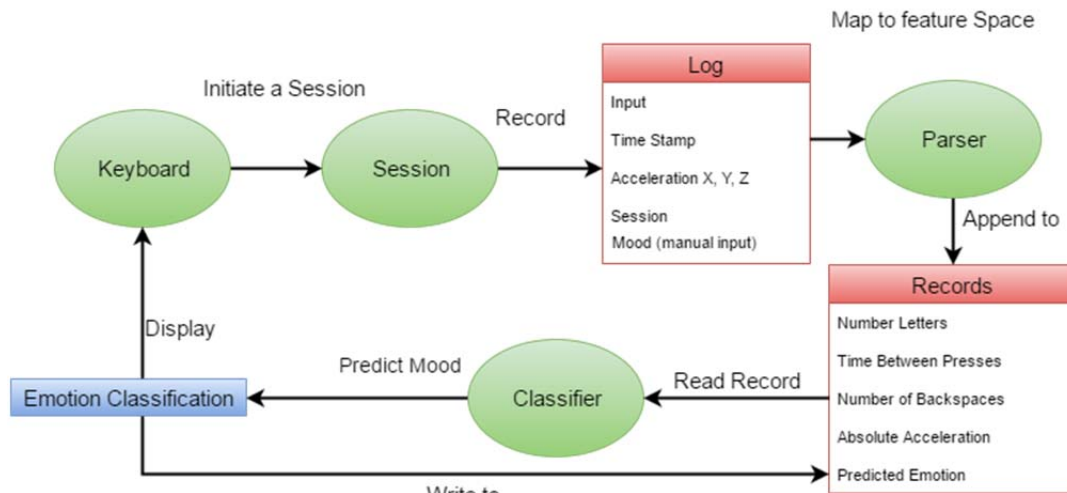 Map to feature Space
Log
Initiate a Session
Input
Record
Time Stamp
Keyboard
Session
Acceleration X, Y, Z
Parser
Session
Mood (manual input)
Append to
Records
Number Letters
Display
Time Between Presses
Predict Mood
Read Record
Emotion Classification
Classifier
Number of Backspaces
Absolute Acceleration
Predicted Emotion
Write to